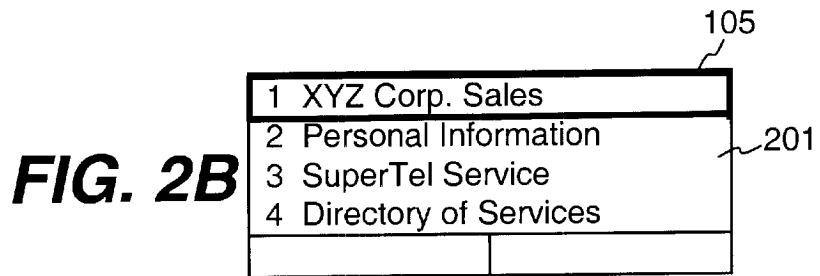 105
1 XYZ Corp. Sales
2 Personal Information
201
3 SuperTel Service
FIG. 2B
4 Directory of Services